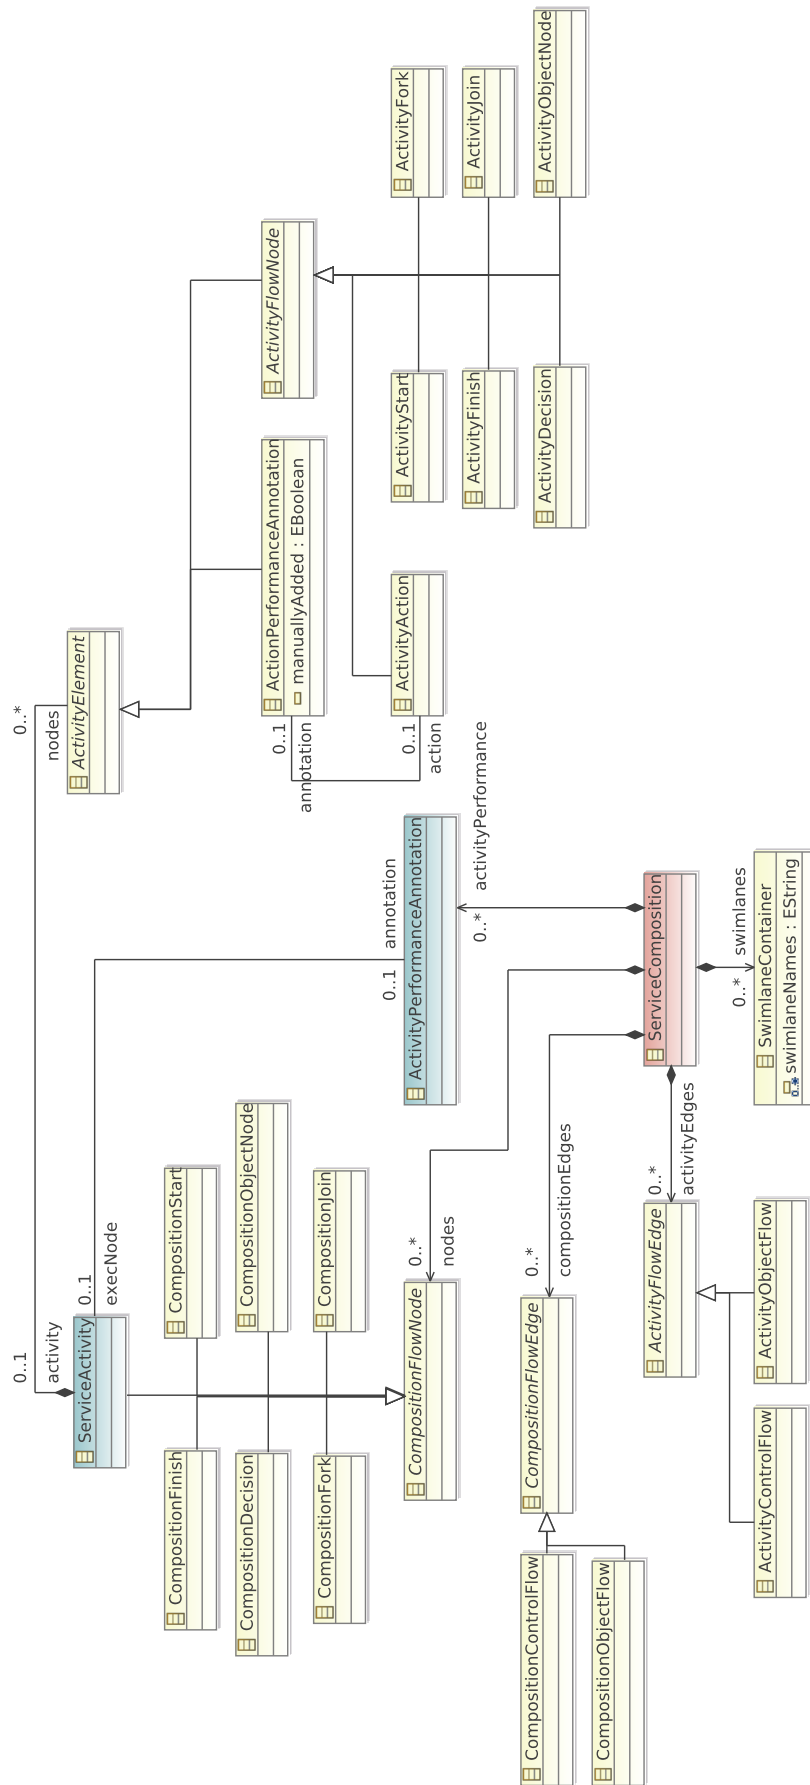 0..1
0..*
activity
nodes
ServiceActivity
0..1
execNode
ActivityElement
CompositionFinish
CompositionStart
CompositionDecision
CompositionObjectNode
0..1
annotation
ActionPerformanceAnnotation
manuallyAdded : EBoolean
ActivityFlowNode
CompositionFork
CompositionJoin
0..1
annotation
CompositionFlowNode
0..*
nodes
ActivityPerformanceAnnotation
0..1
action
ActivityAction
ActivityStart
ActivityFork
0..*
activityPerformance
ActivityFinish
ActivityJoin
CompositionControlFlow
CompositionFlowEdge
0..*
compositionEdges
ActivityDecision
ActivityObjectNode
CompositionObjectFlow
ActivityFlowEdge
0..*
activityEdges
ServiceComposition
0..*
swimlanes
ActivityControlFlow
ActivityObjectFlow
SwimlaneContainer
0..*
swimlaneNames : EString